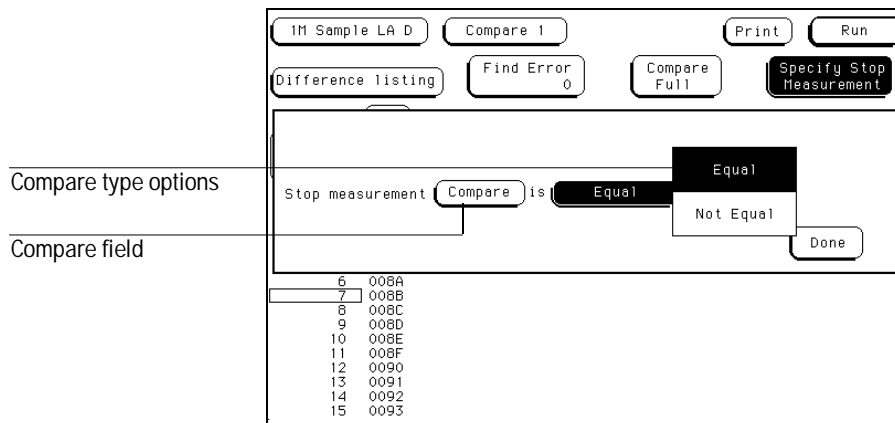 1M Sample LA D Compare 1 Print Run
Difference listing Find Error 0 Compare Full Specify Stop Measurement
Compare type options
Stop measurement Compare is Equal
Equal
Not Equal
Compare field
Done
6 008A
7 008B
8 008C
9 008D
10 008E
11 008F
12 0090
13 0091
14 0092
15 0093